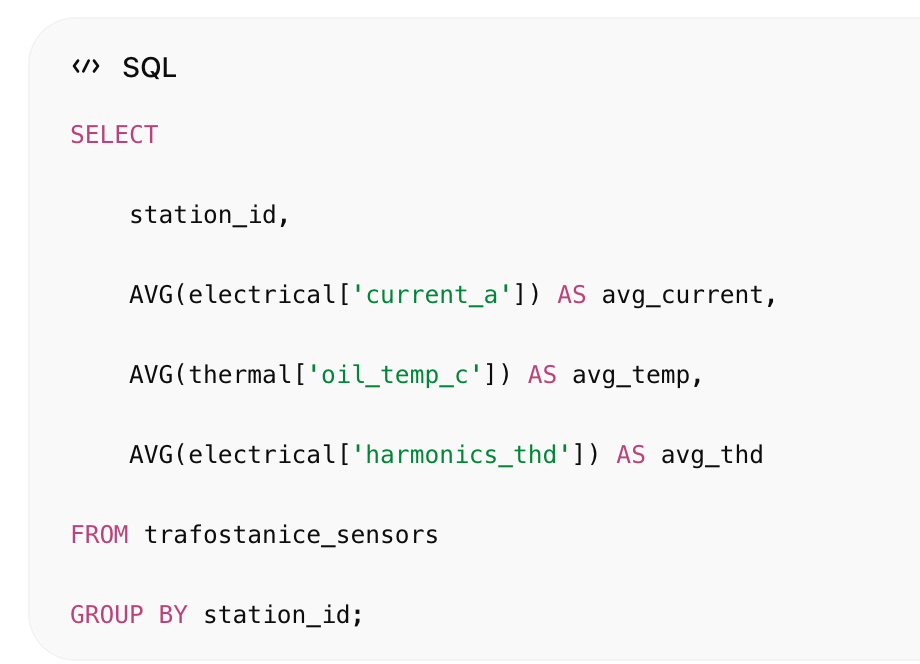 SQL
SELECT
station_id,
AVG(electrical['current_a']) AS avg_current,
AVG(thermal['oil_temp_c']) AS avg_temp,
AVG(electrical['harmonics_thd']) AS avg_thd
FROM trafostanice_sensors
GROUP BY station_id;